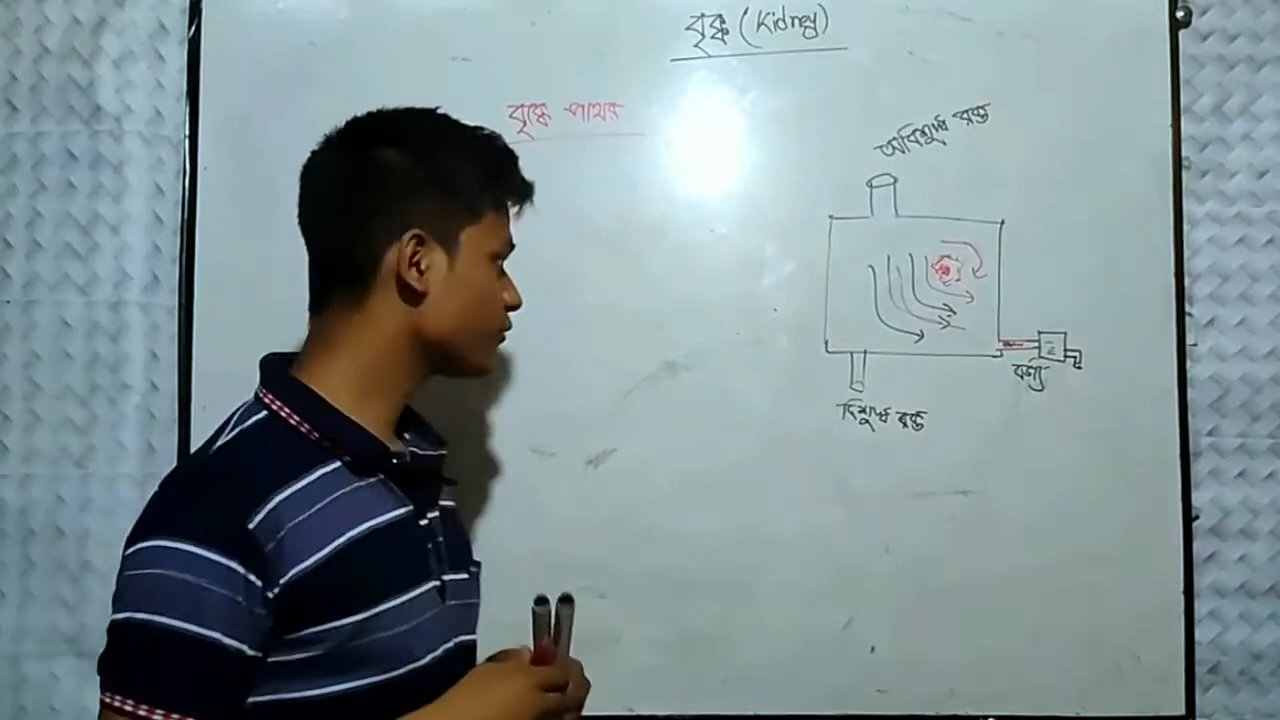 বৃক্ক (Kidney)
বৃক্কে পাথর
অবিশুদ্ধ রক্ত
বর্জ্য
বিশুদ্ধ রক্ত